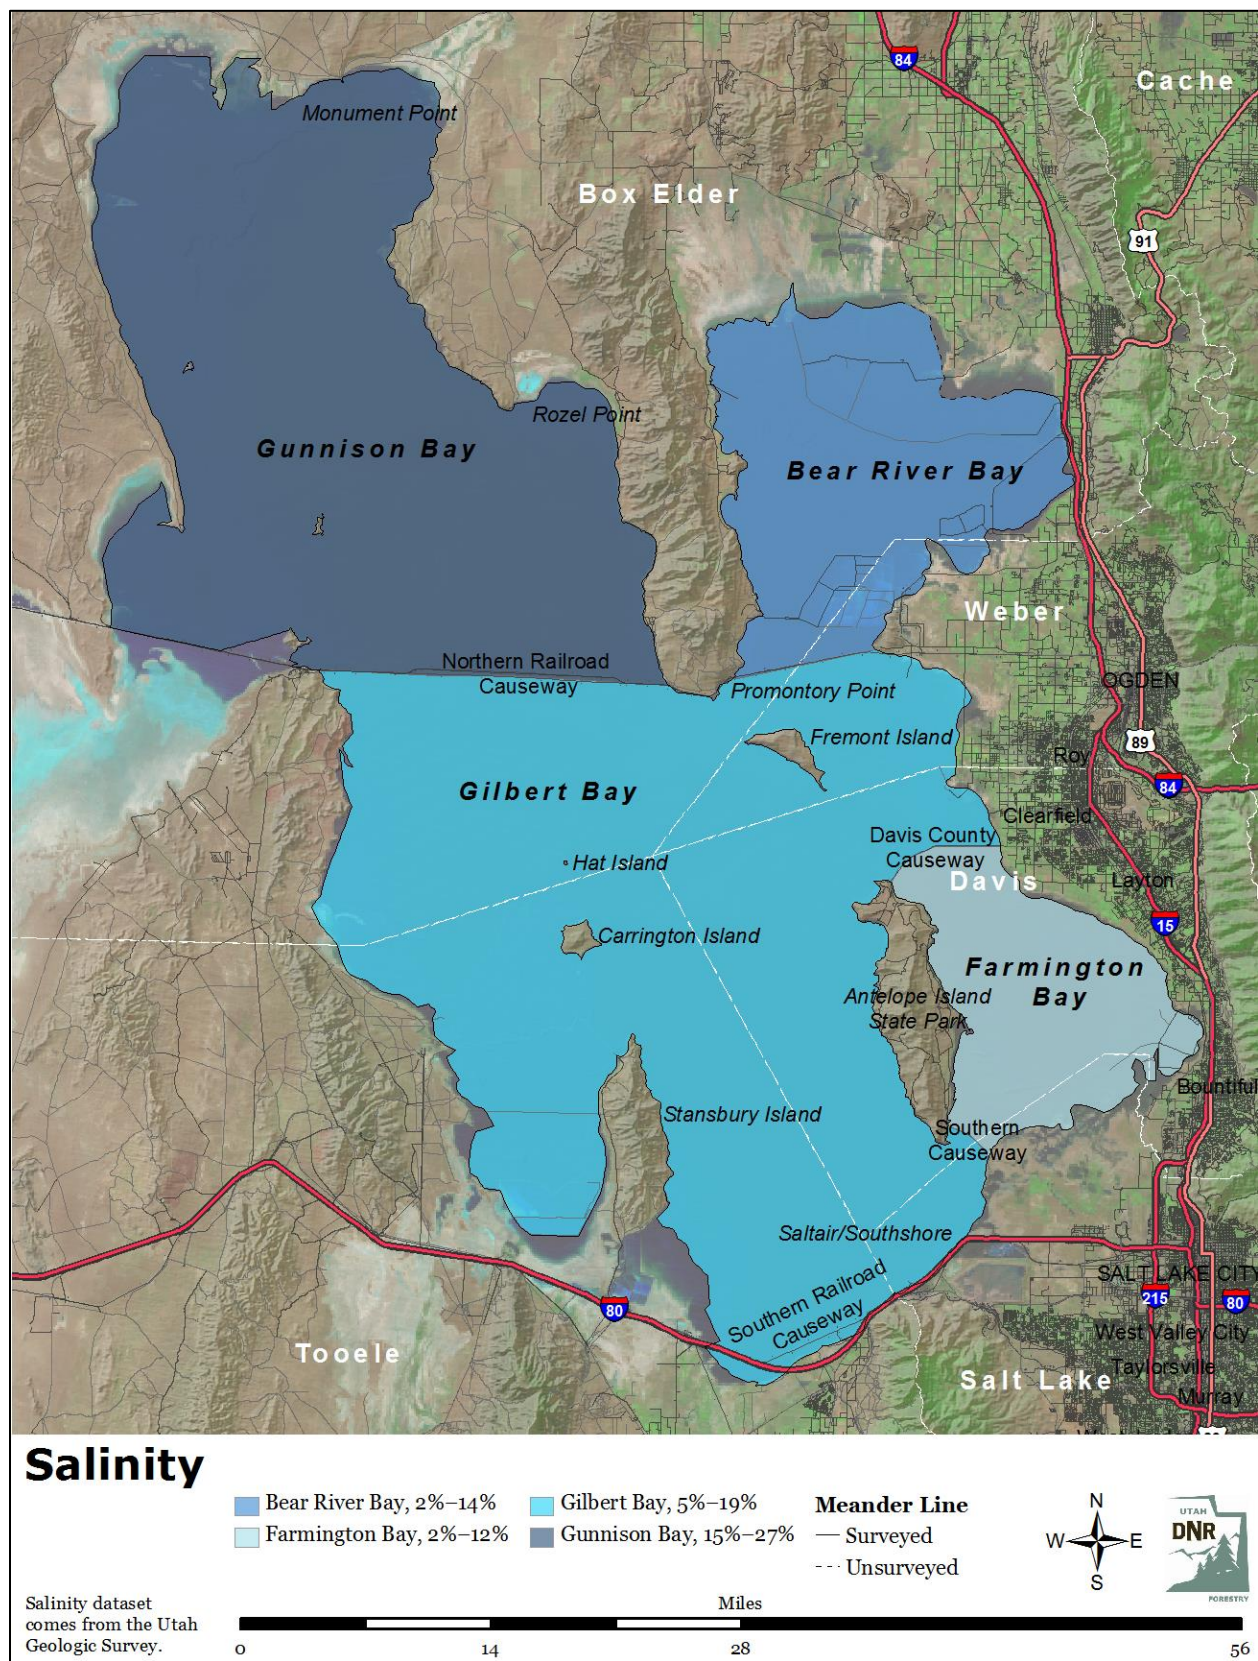 84
Cache
Monument Point
Box Elder
91
Rozel Point
Gunnison Bay
Bear River Bay
Weber
Northern Railroad
Causeway
Promontory Point
OGDEN
Fremont Island
89
Roy
84
Gilbert Bay
Clearfield
Davis County
Causeway
Hat Island
Davis
Layton
15
Carrington Island
Farmington
Bay
Antelope Island
State Park
Bountiful
Stansbury Island
Southern
Causeway
Saltair/Southshore
SALT LAKE CITY
Southern Railroad
Causeway
215
80
80
West Valley City
Tooele
Taylorsville
Salt Lake
Murray
Salinity
Bear River Bay, 2%–14%
Gilbert Bay, 5%–19%
Meander Line
Farmington Bay, 2%–12%
Gunnison Bay, 15%–27%
Surveyed
Unsurveyed
N
W
E
S
UTAH
DNR
FORESTRY
Salinity dataset
comes from the Utah
Geologic Survey.
Miles
0
14
28
56